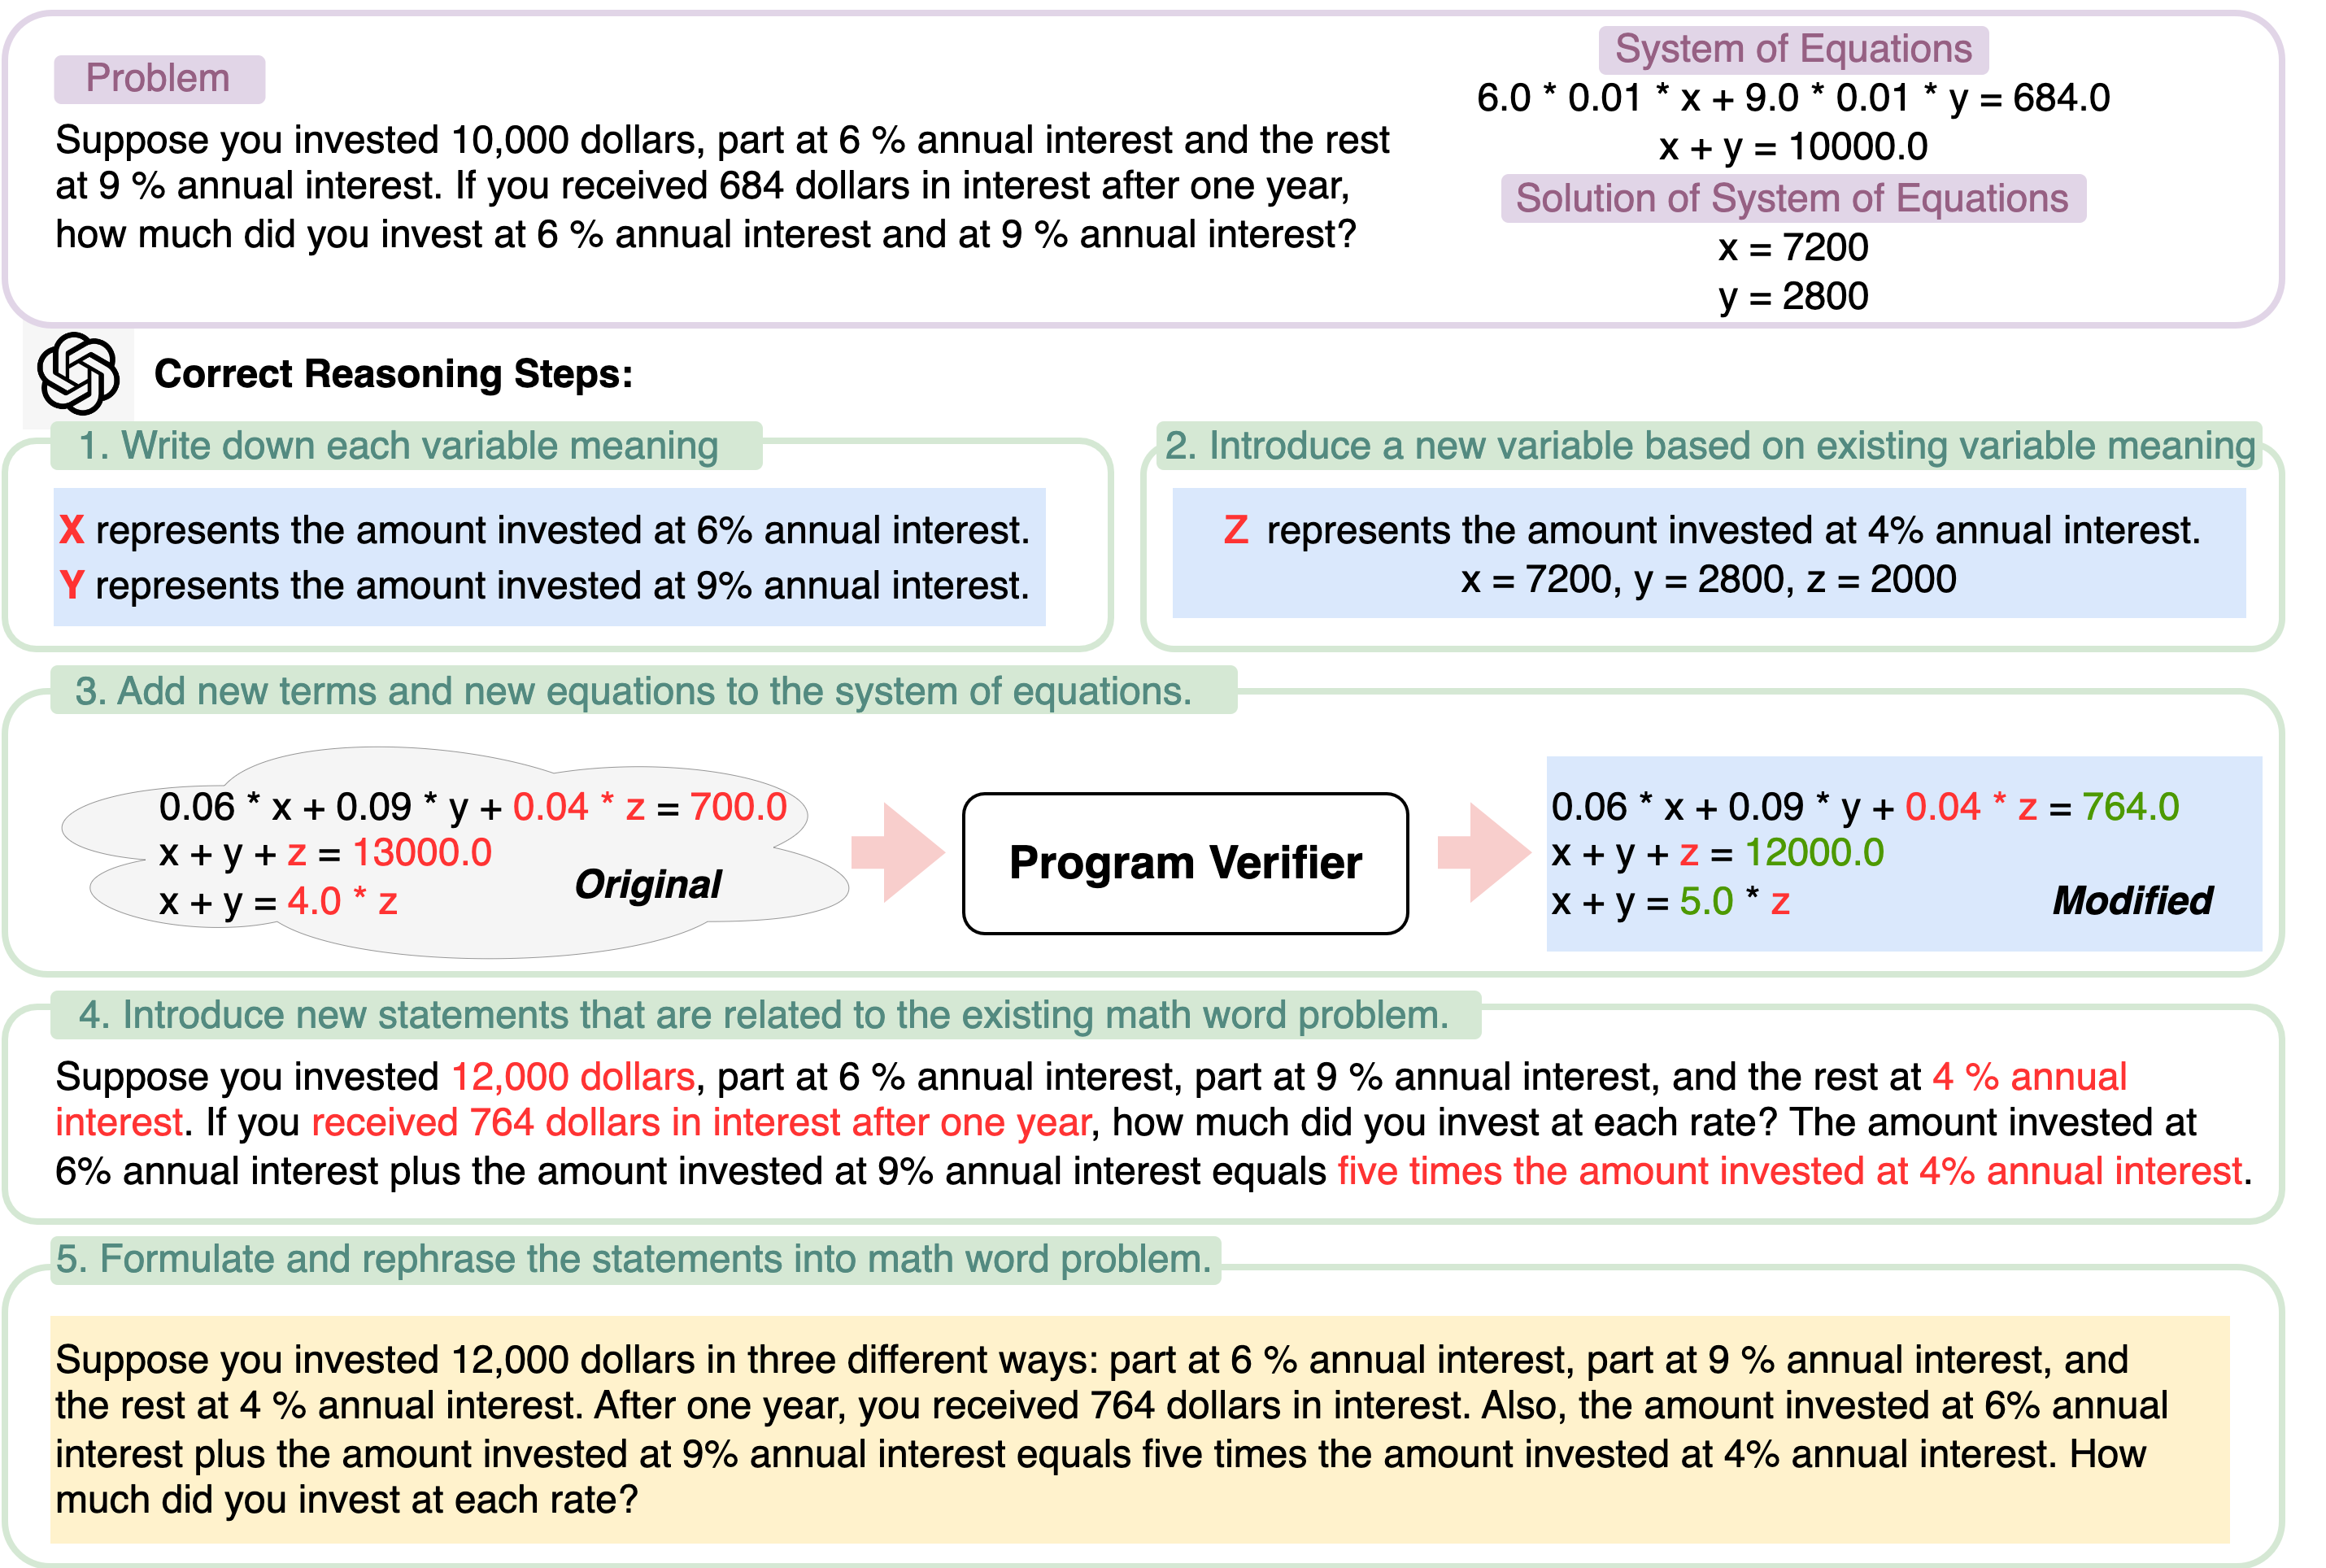 Problem
Suppose you invested 10,000 dollars, part at 6 % annual interest and the rest
at 9 % annual interest. If you received 684 dollars in interest after one year,
how much did you invest at 6 % annual interest and at 9 % annual interest?
System of Equations
6.0 * 0.01 * x + 9.0 * 0.01 * y = 684.0
x + y = 10000.0
Solution of System of Equations
x = 7200
y = 2800
Correct Reasoning Steps:
1. Write down each variable meaning
X represents the amount invested at 6% annual interest.
Y represents the amount invested at 9% annual interest.
2. Introduce a new variable based on existing variable meaning
Z represents the amount invested at 4% annual interest.
x = 7200, y = 2800, z = 2000
3. Add new terms and new equations to the system of equations.
0.06 * x + 0.09 * y + 0.04 * z = 700.0
x + y + z = 13000.0
x + y = 4.0 * z
Original
Program Verifier
0.06 * x + 0.09 * y + 0.04 * z = 764.0
x + y + z = 12000.0
x + y = 5.0 * z
Modified
4. Introduce new statements that are related to the existing math word problem.
Suppose you invested 12,000 dollars, part at 6 % annual interest, part at 9 % annual interest, and the rest at 4 % annual
interest. If you received 764 dollars in interest after one year, how much did you invest at each rate? The amount invested at
6% annual interest plus the amount invested at 9% annual interest equals five times the amount invested at 4% annual interest.
5. Formulate and rephrase the statements into math word problem.
Suppose you invested 12,000 dollars in three different ways: part at 6 % annual interest, part at 9 % annual interest, and
the rest at 4 % annual interest. After one year, you received 764 dollars in interest. Also, the amount invested at 6% annual
interest plus the amount invested at 9% annual interest equals five times the amount invested at 4% annual interest. How
much did you invest at each rate?